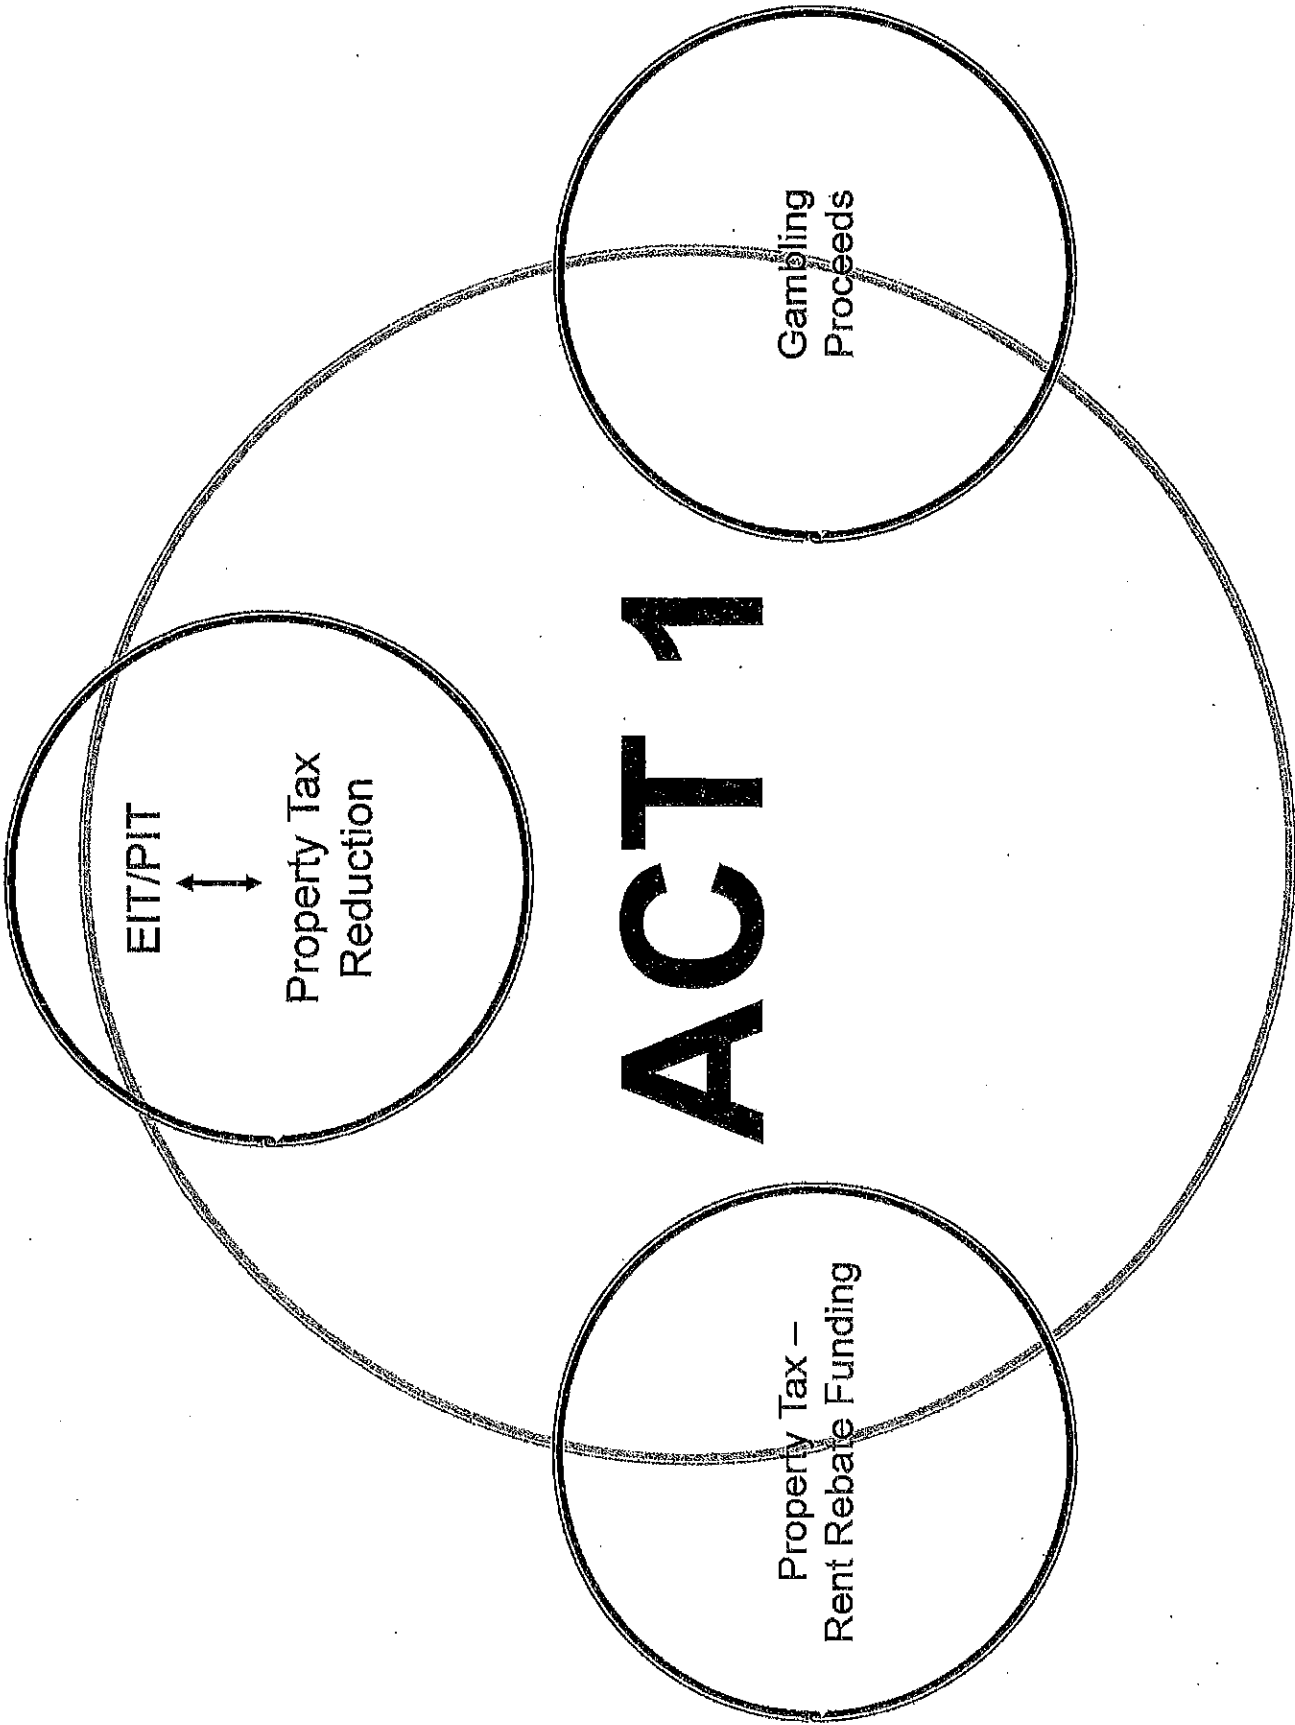 EIT/PIT
Property Tax
Reduction
ACT 1
Property Tax –
Rent Rebate Funding
Gambling
Proceeds